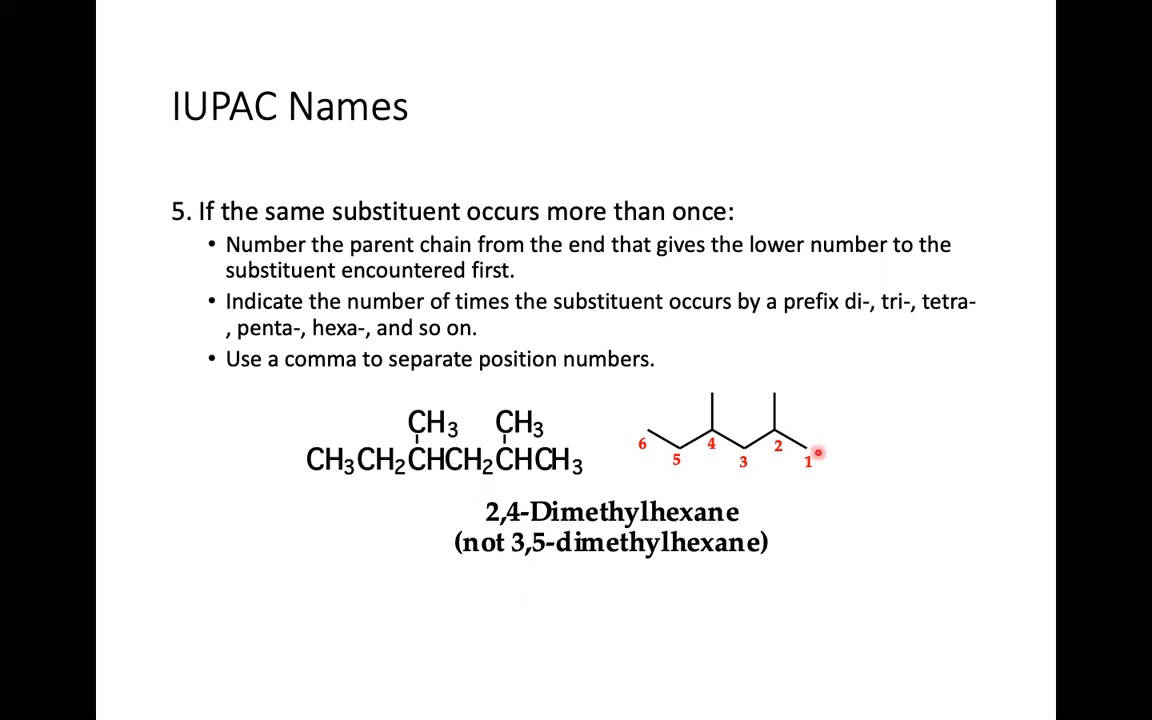 IUPAC Names
5. If the same substituent occurs more than once:
• Number the parent chain from the end that gives the lower number to the
substituent encountered first.
• Indicate the number of times the substituent occurs by a prefix di-, tri-, tetra-
, penta-, hexa-, and so on.
• Use a comma to separate position numbers.
CH3 CH3
CH3CH2CHCH2CHCH3
6 5 4 3 2 1
2,4-Dimethylhexane
(not 3,5-dimethylhexane)